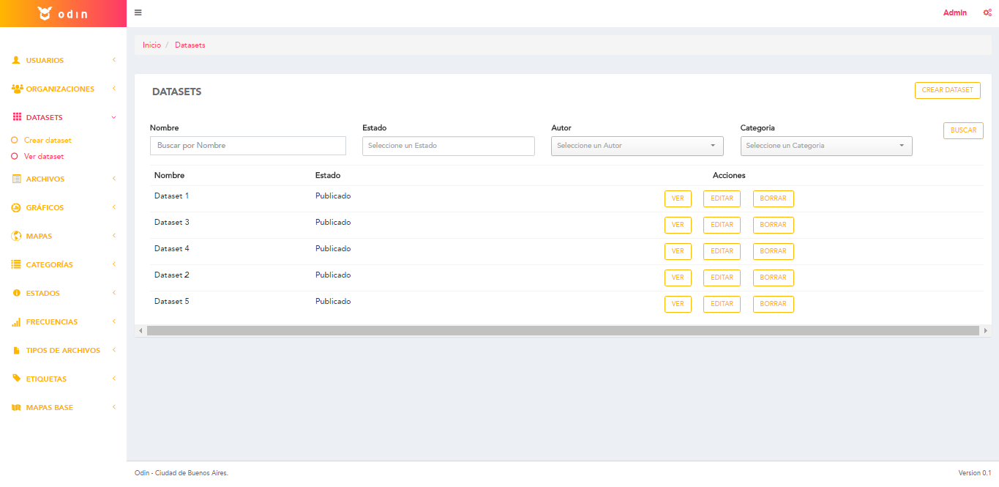 odin
Admin
Inicio / Datasets
USUARIOS
ORGANIZACIONES
DATASETS
Crear dataset
Ver dataset
ARCHIVOS
GRÁFICOS
MAPAS
CATEGORÍAS
ESTADOS
FRECUENCIAS
TIPOS DE ARCHIVOS
ETIQUETAS
MAPAS BASE
DATASETS
CREAR DATASET
Nombre Estado Autor Categoria
Buscar por Nombre Seleccione un Estado Seleccione un Autor Seleccione un Categoria BUSCAR
Nombre Estado Acciones
Dataset 1 Publicado VER EDITAR BORRAR
Dataset 3 Publicado VER EDITAR BORRAR
Dataset 4 Publicado VER EDITAR BORRAR
Dataset 2 Publicado VER EDITAR BORRAR
Dataset 5 Publicado VER EDITAR BORRAR
Odin - Ciudad de Buenos Aires. Version 0.1